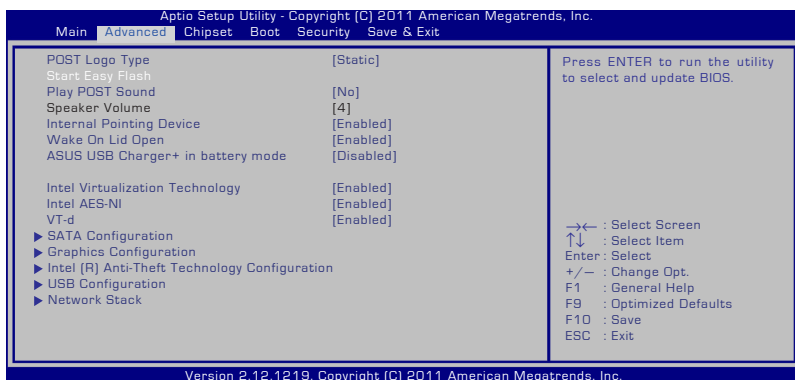 Aptio Setup Utility - Copyright (C) 2011 American Megatrends, Inc.
Main Advanced Chipset Boot Security Save & Exit
POST Logo Type [Static]
Start Easy Flash
Play POST Sound [No]
Speaker Volume [4]
Internal Pointing Device [Enabled]
Wake On Lid Open [Enabled]
ASUS USB Charger+ in battery mode [Disabled]
Intel Virtualization Technology [Enabled]
Intel AES-NI [Enabled]
VT-d [Enabled]
▶ SATA Configuration
▶ Graphics Configuration
▶ Intel (R) Anti-Theft Technology Configuration
▶ USB Configuration
▶ Network Stack
Press ENTER to run the utility
to select and update BIOS.
→← : Select Screen
↑↓ : Select Item
Enter : Select
+/— : Change Opt.
F1 : General Help
F9 : Optimized Defaults
F10 : Save
ESC : Exit
Version 2.12.1219. Copyright (C) 2011 American Megatrends, Inc.